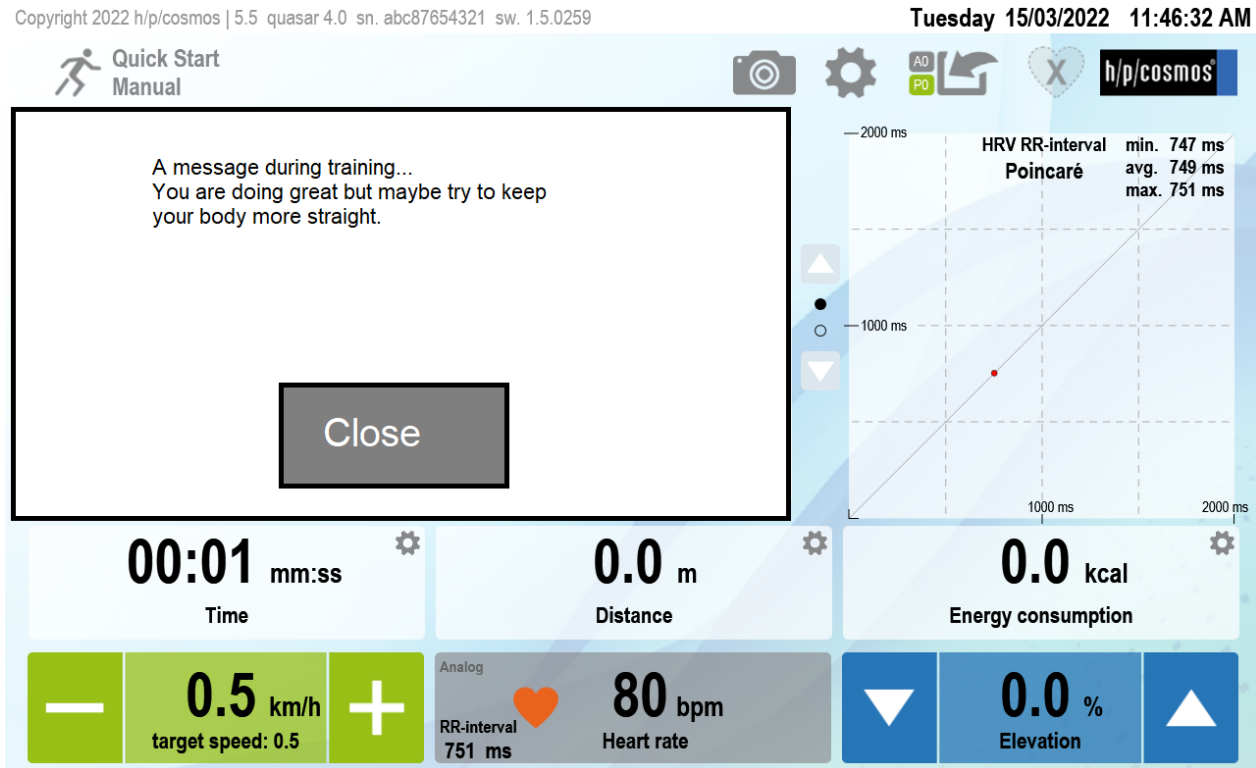 Copyright 2022 h/p/cosmos | 5.5 quasar 4.0 sn. abc87654321 sw. 1.5.0259
Tuesday 15/03/2022 11:46:32 AM
Quick Start
Manual
A0
P0
X
h/p/cosmos®
A message during training...
You are doing great but maybe try to keep
your body more straight.
Close
2000 ms
HRV RR-interval min. 747 ms
Poincaré avg. 749 ms
max. 751 ms
1000 ms
1000 ms
2000 ms
00:01 mm:ss
Time
0.0 m
Distance
0.0 kcal
Energy consumption
0.5 km/h
target speed: 0.5
Analog
RR-interval
751 ms
80 bpm
Heart rate
0.0 %
Elevation